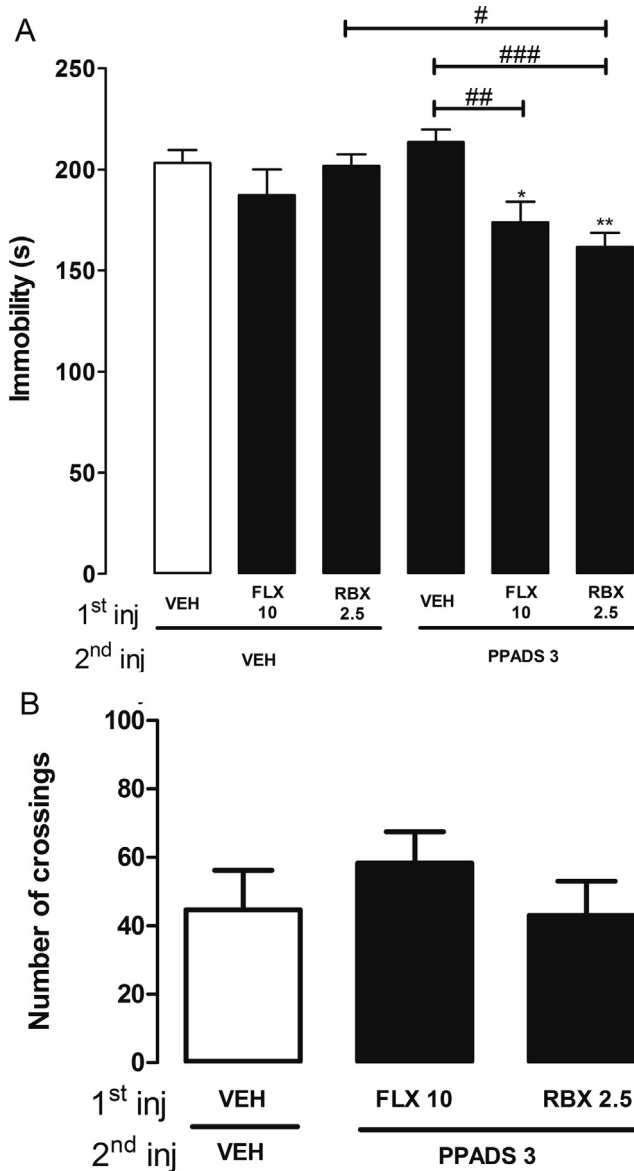 A
#
###
##
250
200
150
100
50
0
Immobility (s)
*
**
VEH FLX 10 RBX 2.5 VEH FLX 10 RBX 2.5
1st inj
2nd inj VEH PPADS 3
B
100
80
60
40
20
0
Number of crossings
1st inj VEH FLX 10 RBX 2.5
2nd inj VEH PPADS 3